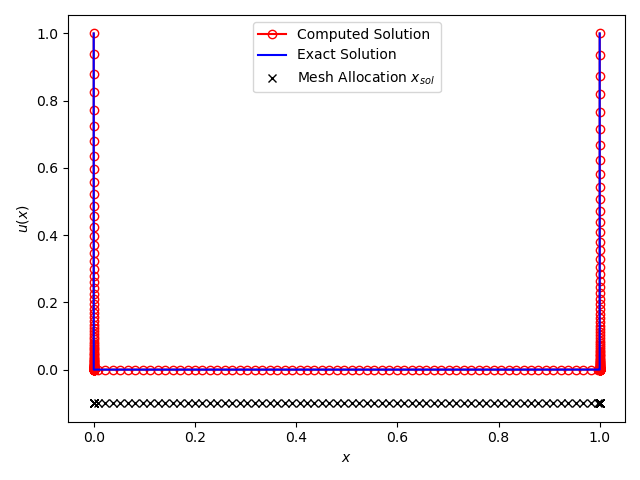 Computed Solution
Exact Solution
Mesh Allocation x_sol
1.0
0.8
0.6
0.4
0.2
0.0
u(x)
0.0 0.2 0.4 0.6 0.8 1.0
x